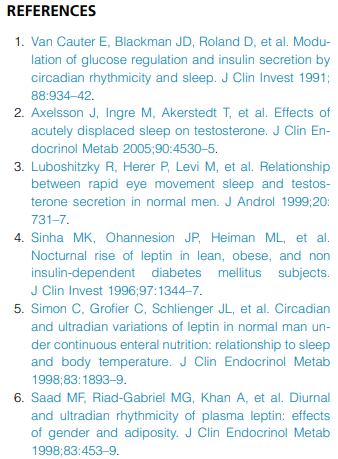 REFERENCES
1. Van Cauter E, Blackman JD, Roland D, et al. Modu-
lation of glucose regulation and insulin secretion by
circadian rhythmicity and sleep. J Clin Invest 1991;
88:934–42.
2. Axelsson J, Ingre M, Akerstedt T, et al. Effects of
acutely displaced sleep on testosterone. J Clin En-
docrinol Metab 2005;90:4530–5.
3. Luboshitzky R, Herer P, Levi M, et al. Relationship
between rapid eye movement sleep and testos-
terone secretion in normal men. J Androl 1999;20:
731–7.
4. Sinha MK, Ohannesion JP, Heiman ML, et al.
Nocturnal rise of leptin in lean, obese, and non
insulin-dependent diabetes mellitus subjects.
J Clin Invest 1996;97:1344–7.
5. Simon C, Grofier C, Schlienger JL, et al. Circadian
and ultradian variations of leptin in normal man un-
der continuous enteral nutrition: relationship to sleep
and body temperature. J Clin Endocrinol Metab
1998;83:1893–9.
6. Saad MF, Riad-Gabriel MG, Khan A, et al. Diurnal
and ultradian rhythmicity of plasma leptin: effects
of gender and adiposity. J Clin Endocrinol Metab
1998;83:453–9.